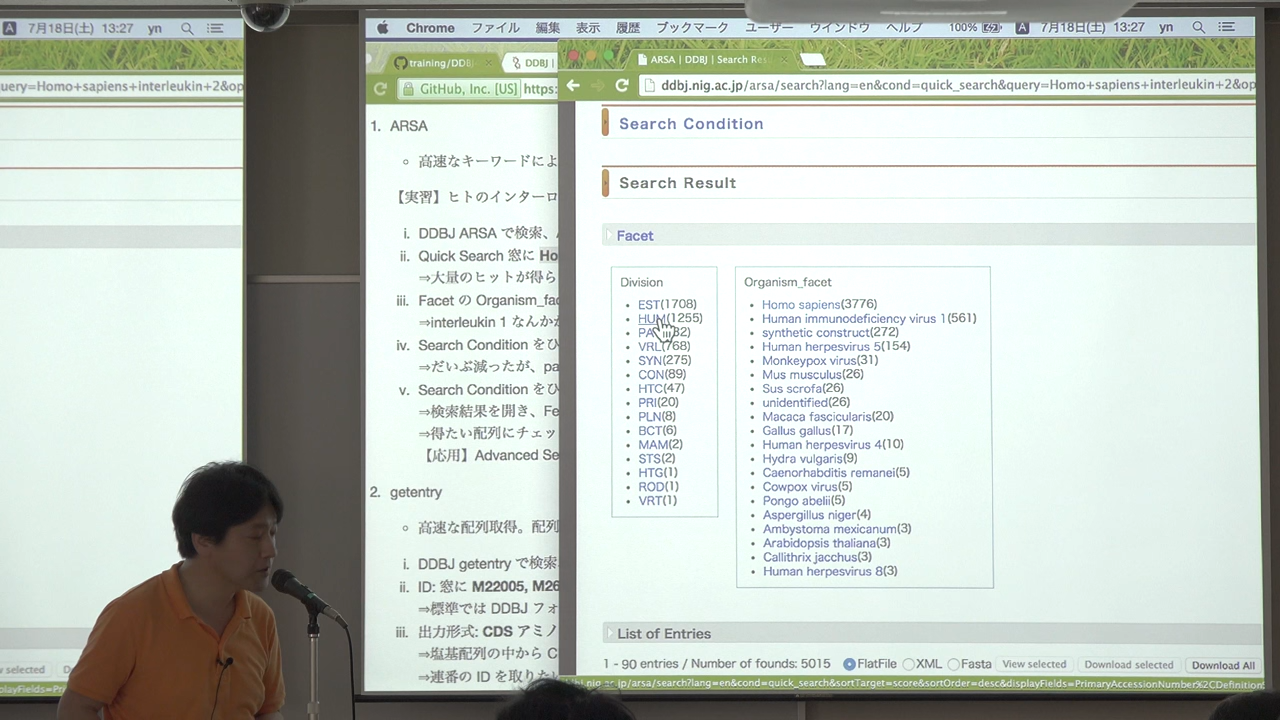 7月18日(土) 13:27 yn
Chrome ファイル 編集 表示 履歴 ブックマーク ユーザー ウインドウ ヘルプ 100% 7月18日(土) 13:27 yn
training/DDBJ
DDBJ |
ARSA | DDBJ | Search Res
uery=Homo+sapiens+interleukin+2&op
GitHub, Inc. [US] https:
ddbj.nig.ac.jp/arsa/search?lang=en&cond=quick_search&query=Homo+sapiens+interleukin+2&op
1. ARSA
高速なキーワードによ
【実習】ヒトのインターロ
i. DDBJ ARSA で検索、
ii. Quick Search 窓に Ho
⇒大量のヒットが得ら
iii. Facet の Organism_fac
⇒interleukin 1 なんか
iv. Search Condition をひ
⇒だいぶ減ったが、pa
v. Search Condition をひ
⇒検索結果を開き、Fe
⇒得たい配列にチェッ
【応用】Advanced Se
2. getentry
高速な配列取得。配列
i. DDBJ getentry で検索
ii. ID: 窓に M22005, M26
⇒標準では DDBJ フォ
iii. 出力形式: CDS アミノ
⇒塩基配列の中から C
⇒連番の ID を取りた
Search Condition
Search Result
Facet
Division
EST(1708)
HUM(1255)
VRL(768)
SYN(275)
CON(89)
HTC(47)
PRI(20)
PLN(8)
BCT(6)
MAM(2)
STS(2)
HTG(1)
ROD(1)
VRT(1)
Organism_facet
Homo sapiens(3776)
Human immunodeficiency virus 1(561)
synthetic construct(272)
Human herpesvirus 5(154)
Monkeypox virus(31)
Mus musculus(26)
Sus scrofa(26)
unidentified(26)
Macaca fascicularis(20)
Gallus gallus(17)
Human herpesvirus 4(10)
Hydra vulgaris(9)
Caenorhabditis remanei(5)
Cowpox virus(5)
Pongo abelii(5)
Aspergillus niger(4)
Ambystoma mexicanum(3)
Arabidopsis thaliana(3)
Callithrix jacchus(3)
Human herpesvirus 8(3)
List of Entries
1 - 90 entries / Number of founds: 5015 FlatFile XML Fasta View selected Download selected Download All